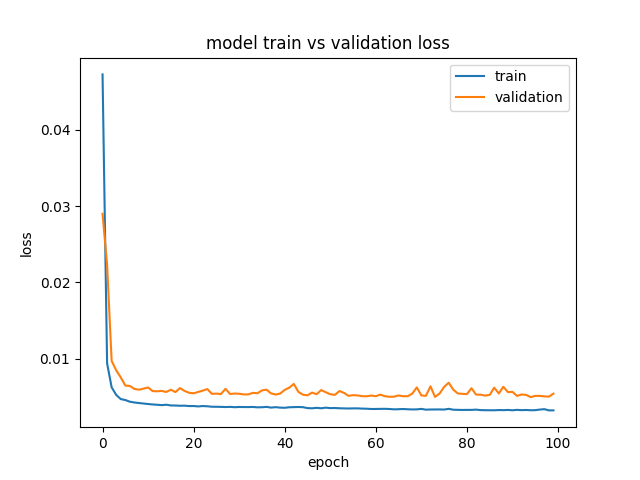 model train vs validation loss
train
validation
0.04
0.03
0.02
0.01
loss
0 20 40 60 80 100
epoch